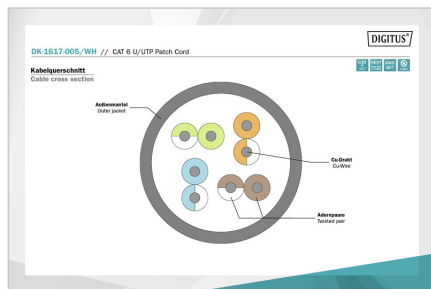 DIGITUS®
DK-1617-005/WH // CAT 6 U/UTP Patch Cord
Kabelquerschnitt
Cable cross section
Außenmantel
Outer jacket
Cu-Draht
Cu-Wire
Adernpaare
Twisted pair